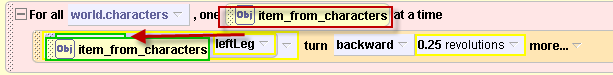 For all world.characters , one Obj item_from_characters at a time
Obj item_from_characters leftLeg turn backward 0.25 revolutions more...